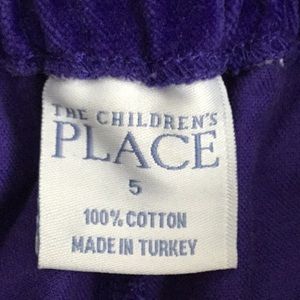 THE CHILDREN'S
PLACE
5
100% COTTON
MADE IN TURKEY